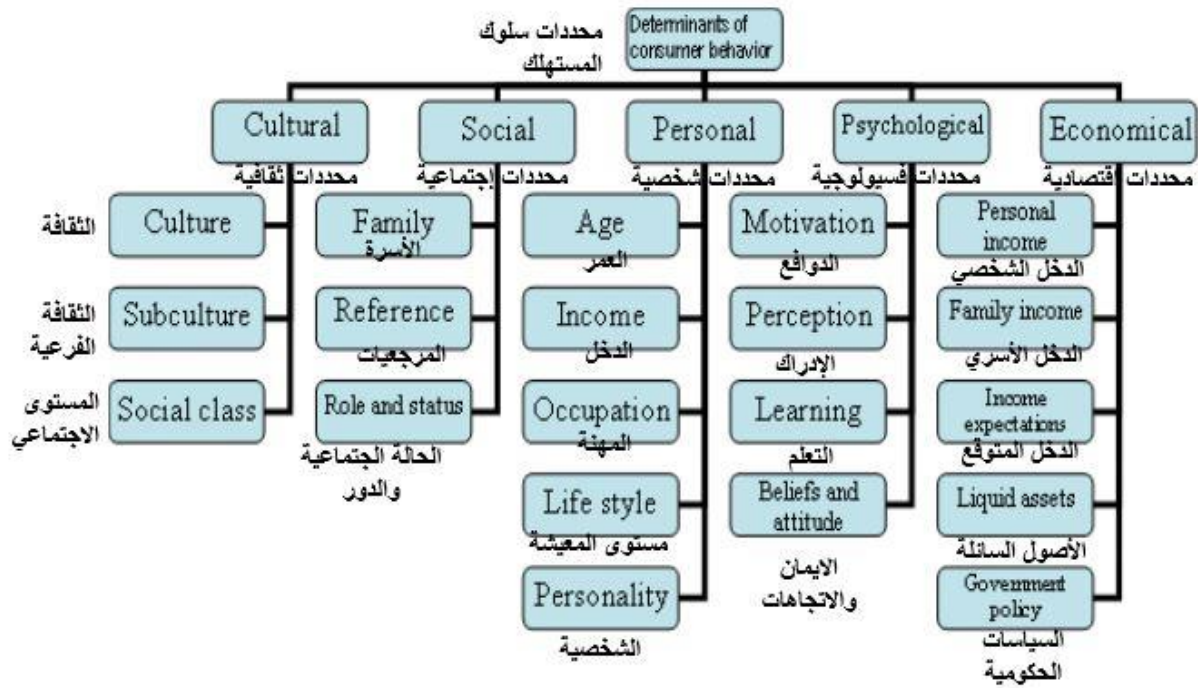 Determinants of
consumer behavior
محددات سلوك
المستهلك
Cultural
محددات ثقافية
Social
محددات إجتماعية
Personal
محددات شخصية
Psychological
محددات فسيولوجية
Economical
محددات اقتصادية
Culture
الثقافة
Subculture
الثقافة
الفرعية
Social class
المستوى
الاجتماعي
Family
الأسرة
Reference
المرجعيات
Role and status
الحالة الجتماعية
والدور
Age
العمر
Income
الدخل
Occupation
المهنة
Life style
مستوى المعيشة
Personality
الشخصية
Motivation
الدوافع
Perception
الإدراك
Learning
التعلم
Beliefs and
attitude
الايمان
والاتجاهات
Personal
income
الدخل الشخصي
Family income
الدخل الأسري
Income
expectations
الدخل المتوقع
Liquid assets
الأصول السائلة
Government
policy
السياسات
الحكومية